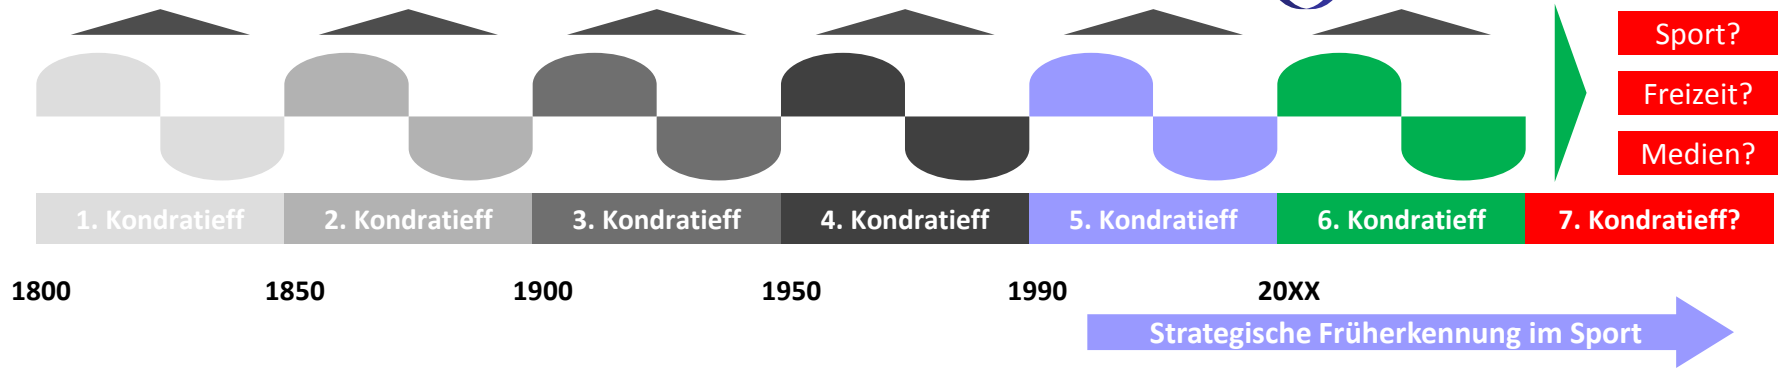 Sport?
Freizeit?
Medien?
1. Kondratieff
2. Kondratieff
3. Kondratieff
4. Kondratieff
5. Kondratieff
6. Kondratieff
7. Kondratieff?
1800
1850
1900
1950
1990
20XX
Strategische Früherkennung im Sport